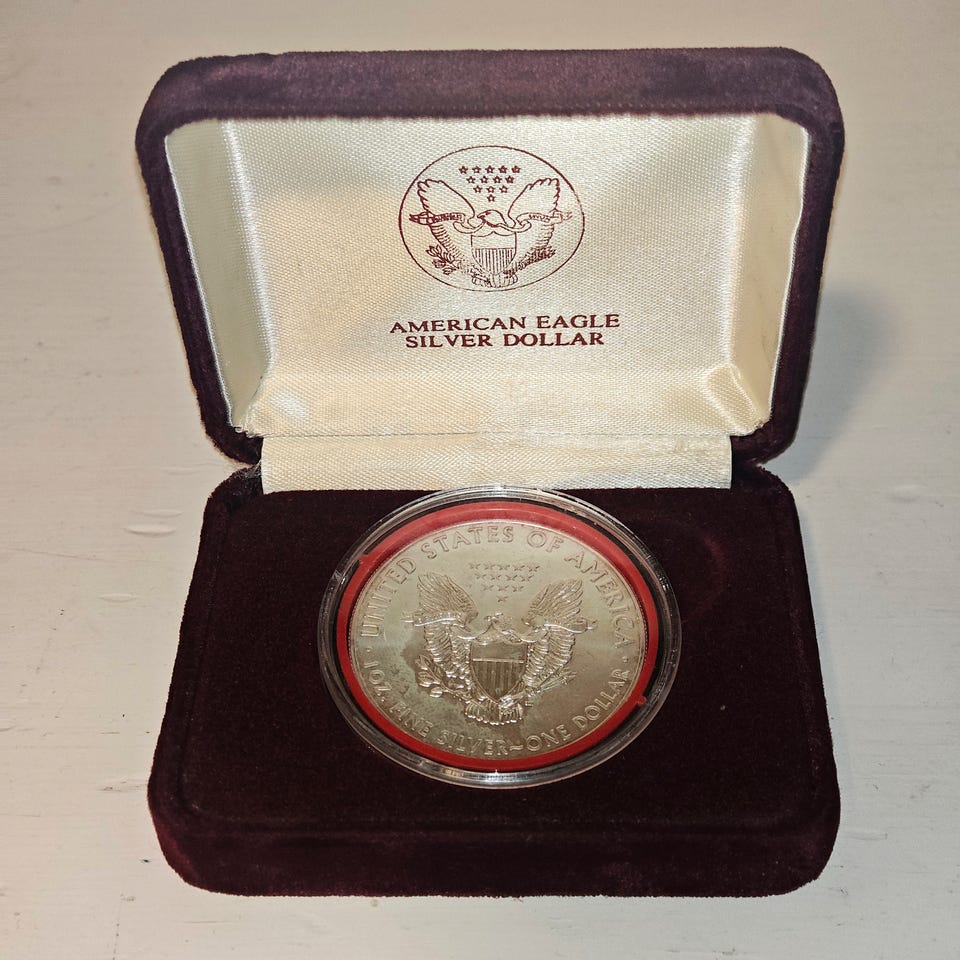 AMERICAN EAGLE
SILVER DOLLAR
UNITED STATES OF AMERICA
1 OZ. FINE SILVER~ONE DOLLAR